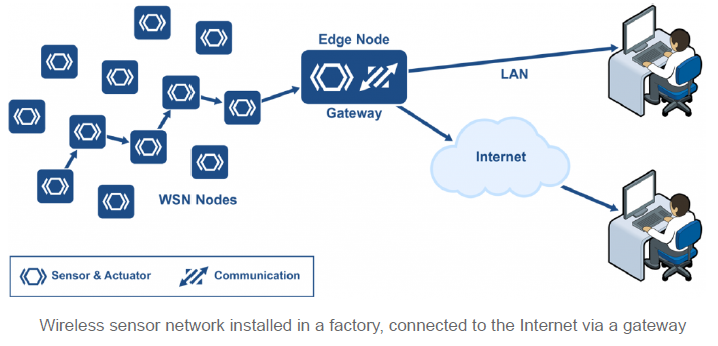 Edge Node
Gateway
LAN
Internet
WSN Nodes
Sensor & Actuator
Communication
Wireless sensor network installed in a factory, connected to the Internet via a gateway